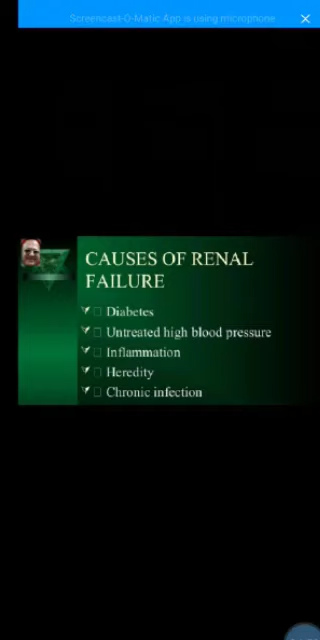 Screencast-O-Matic App is using microphone
CAUSES OF RENAL
FAILURE
Diabetes
Untreated high blood pressure
Inflammation
Heredity
Chronic infection